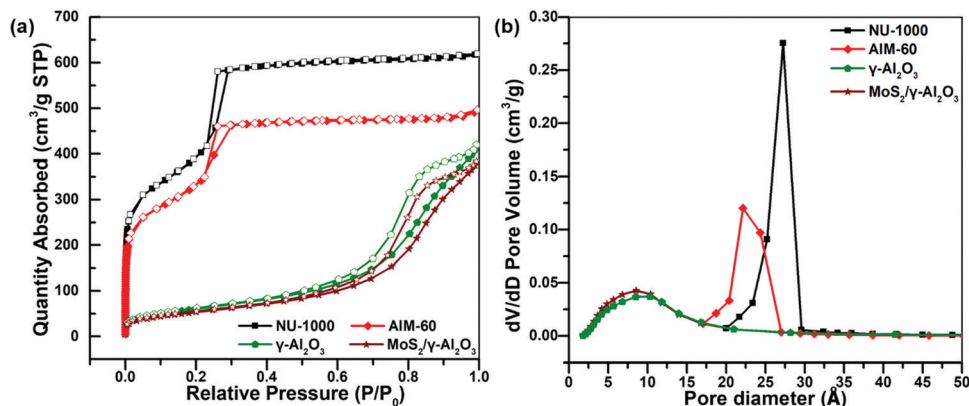 (a)
Quantity Absorbed (cm³/g STP)
700
600
500
400
300
200
100
0
NU-1000
AIM-60
γ-Al₂O₃
MoS₂/γ-Al₂O₃
0.0 0.2 0.4 0.6 0.8 1.0
Relative Pressure (P/P₀)
(b)
dV/dD Pore Volume (cm³/g)
0.30
0.25
0.20
0.15
0.10
0.05
0.00
NU-1000
AIM-60
γ-Al₂O₃
MoS₂/γ-Al₂O₃
0 5 10 15 20 25 30 35 40 45 50
Pore diameter (Å)